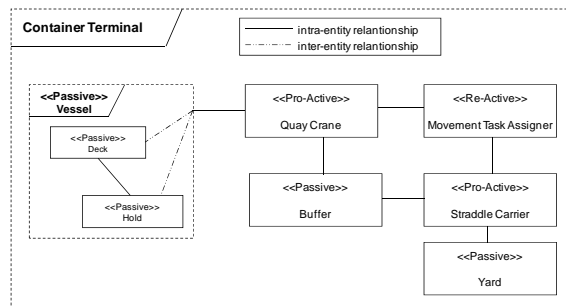 Container Terminal
intra-entity relantionship
inter-entity relantionship
<<Passive>>
Vessel
<<Passive>>
Deck
<<Passive>>
Hold
<<Pro-Active>>
Quay Crane
<<Re-Active>>
Movement Task Assigner
<<Passive>>
Buffer
<<Pro-Active>>
Straddle Carrier
<<Passive>>
Yard